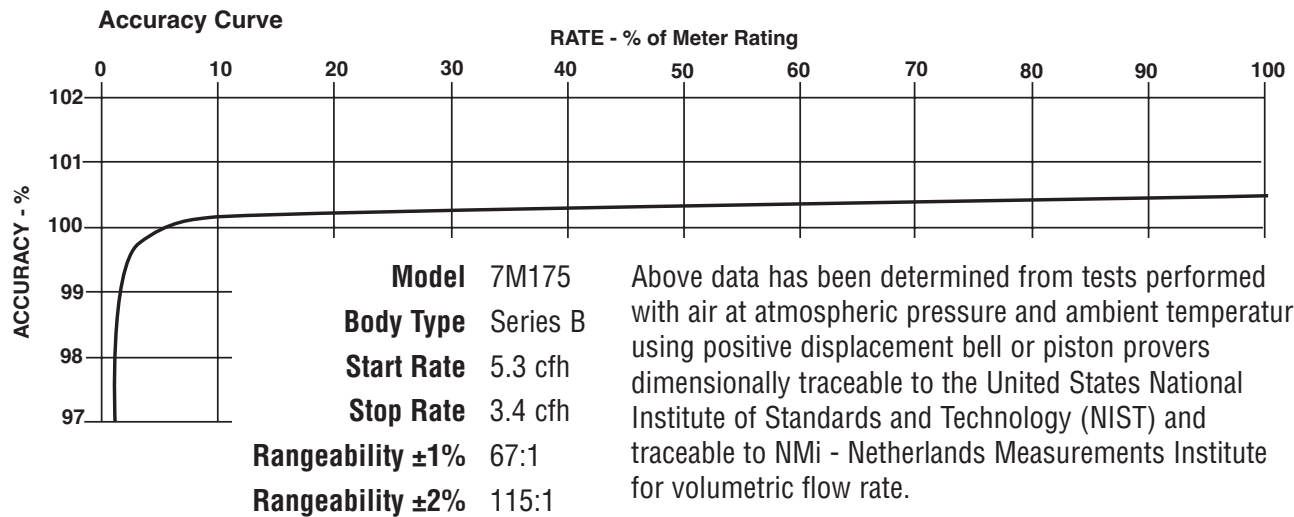 Accuracy Curve
RATE - % of Meter Rating
0 10 20 30 40 50 60 70 80 90 100
102
101
100
99
98
97
ACCURACY - %
Model 7M175
Body Type Series B
Start Rate 5.3 cfh
Stop Rate 3.4 cfh
Rangeability ±1% 67:1
Rangeability ±2% 115:1
Above data has been determined from tests performed
with air at atmospheric pressure and ambient temperatur
using positive displacement bell or piston provers
dimensionally traceable to the United States National
Institute of Standards and Technology (NIST) and
traceable to NMi - Netherlands Measurements Institute
for volumetric flow rate.